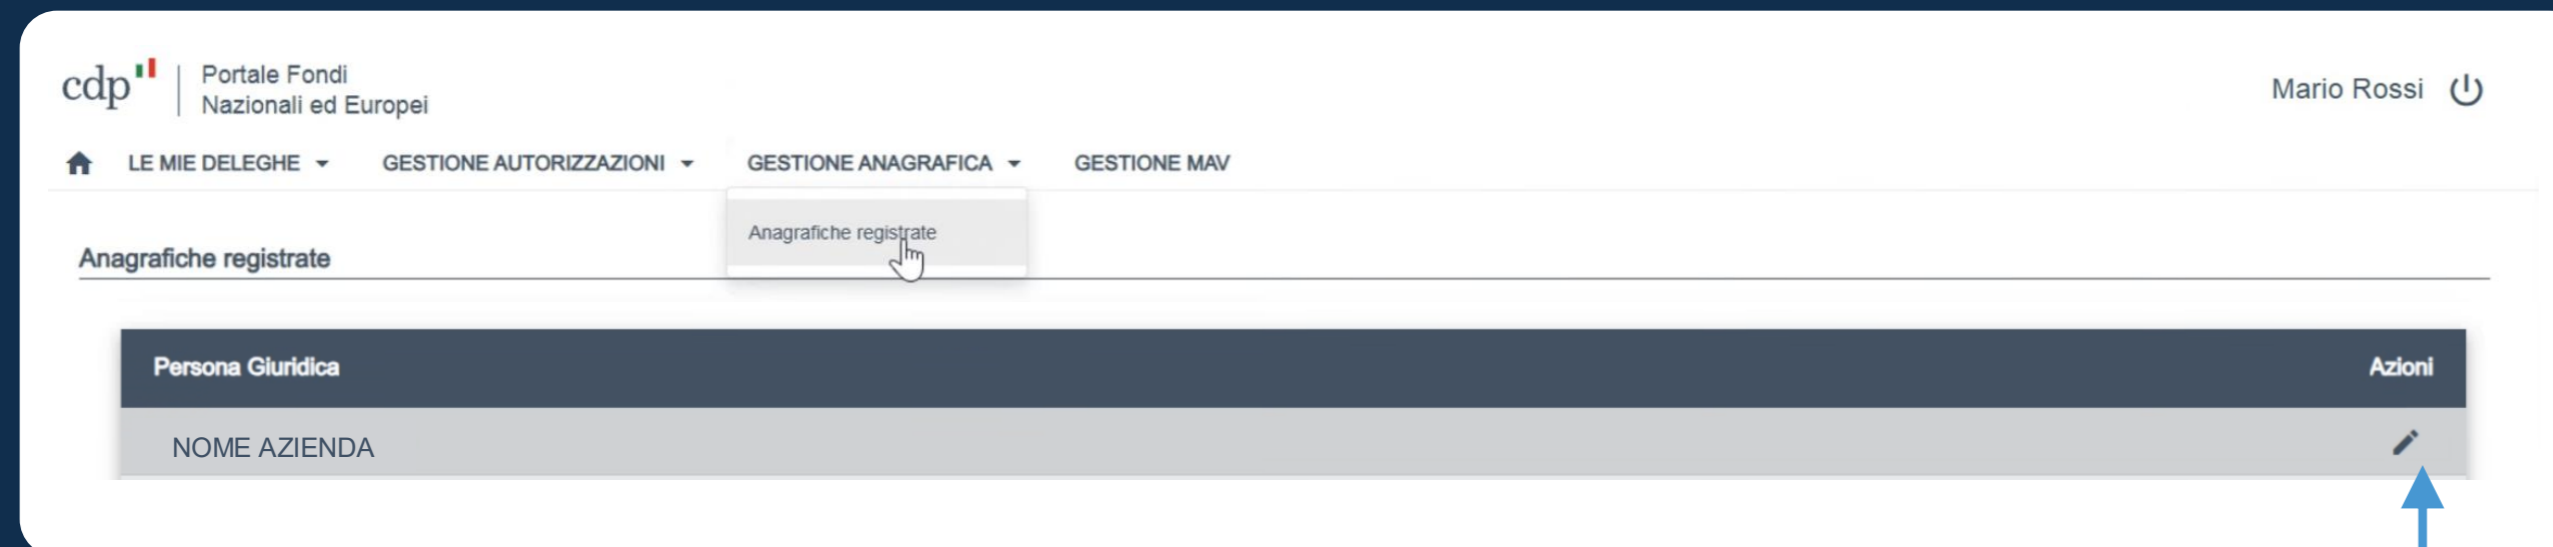 cdp
Portale Fondi
Nazionali ed Europei
Mario Rossi
LE MIE DELEGHE
GESTIONE AUTORIZZAZIONI
GESTIONE ANAGRAFICA
GESTIONE MAV
Anagrafiche registrate
Anagrafiche registrate
Persona Giuridica
Azioni
NOME AZIENDA